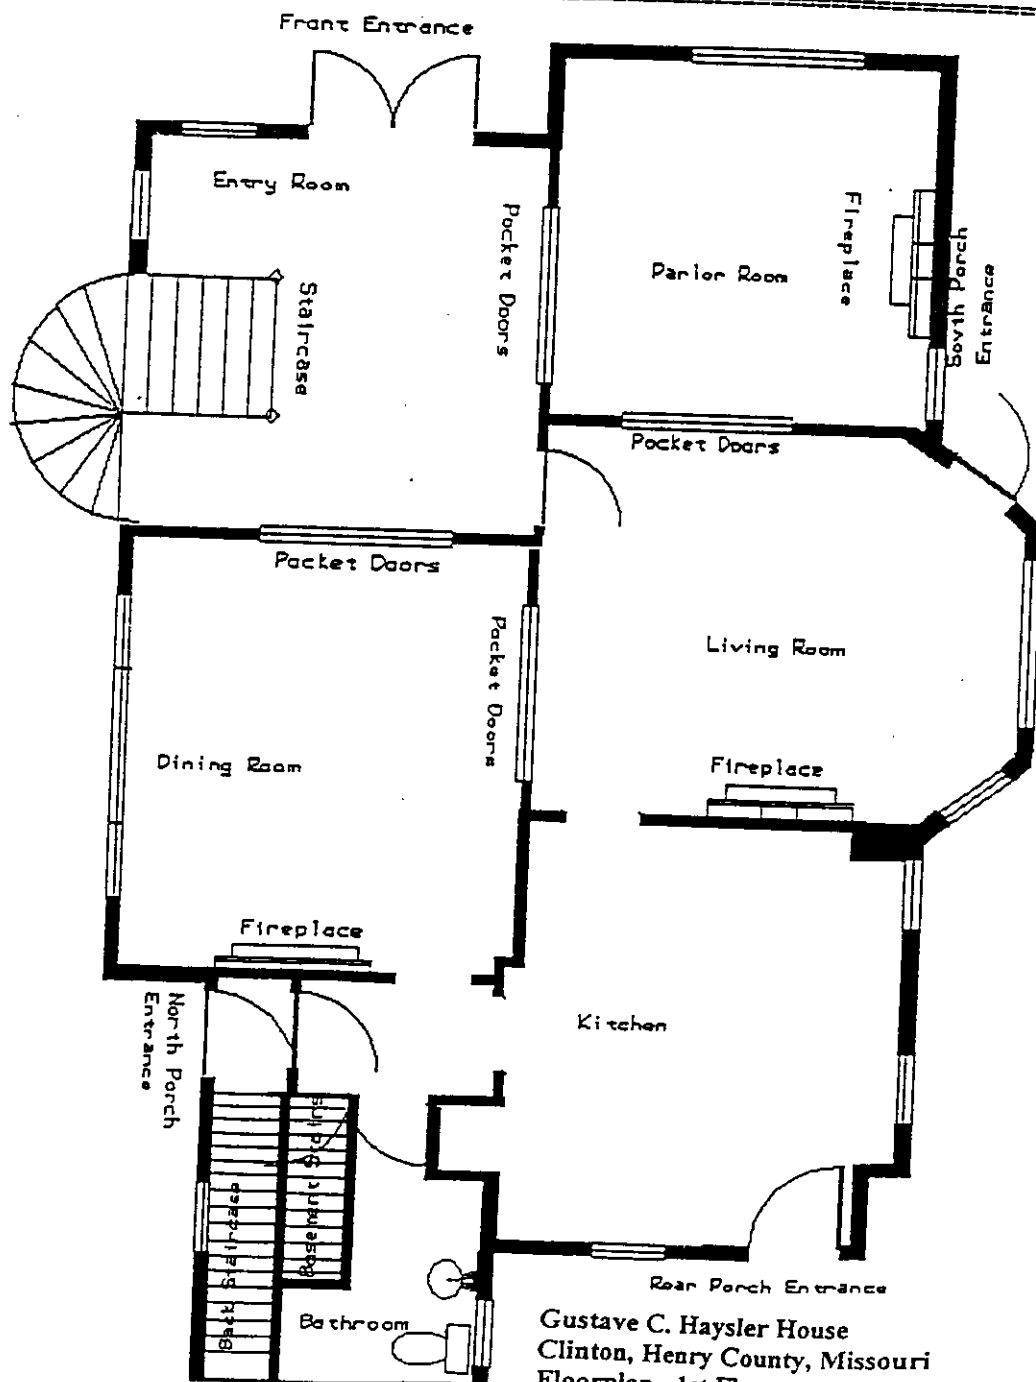 Front Entrance
Entry Room
Pocket Doors
Staircase
Parlor Room
Fireplace
South Porch
Entrance
Pocket Doors
Pocket Doors
Pocket Doors
Living Room
Dining Room
Fireplace
Fireplace
North Porch
Entrance
Kitchen
Basement Stairs
Back Staircase
Bathroom
Rear Porch Entrance
Gustave C. Haysler House
Clinton, Henry County, Missouri
Floorplan 1st